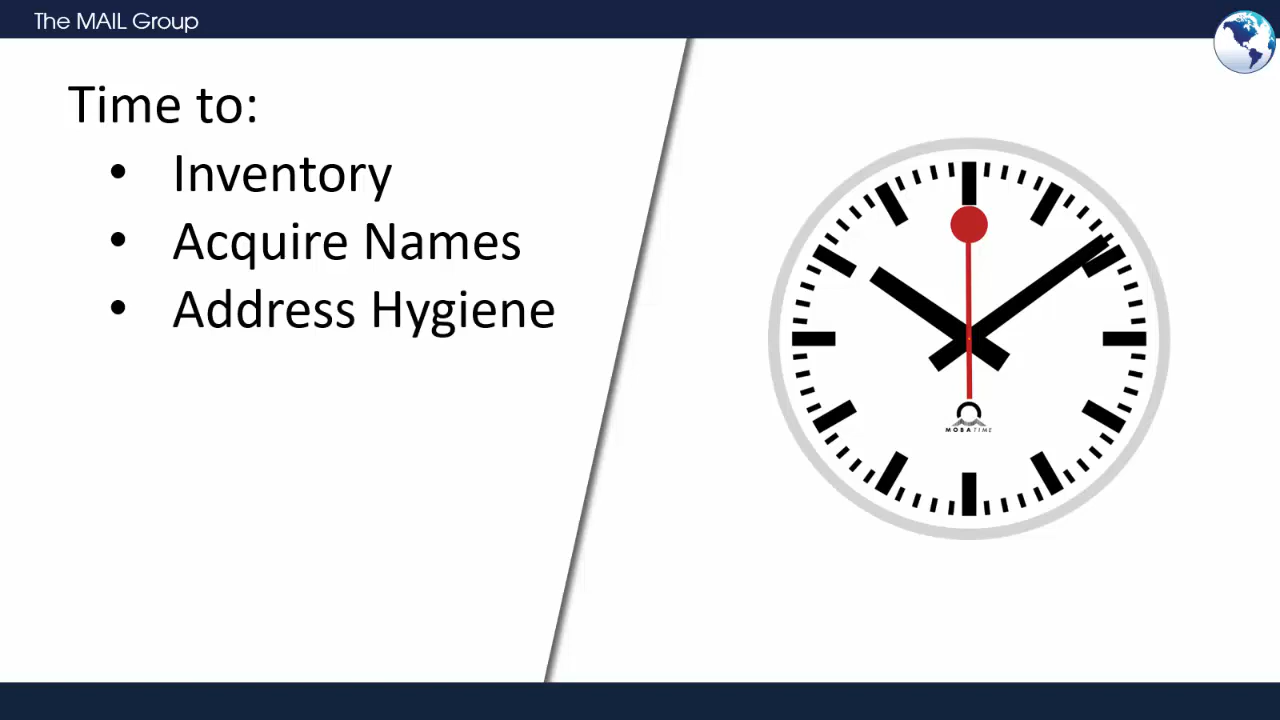 The MAIL Group
Time to:
• Inventory
• Acquire Names
• Address Hygiene
MOBATIME